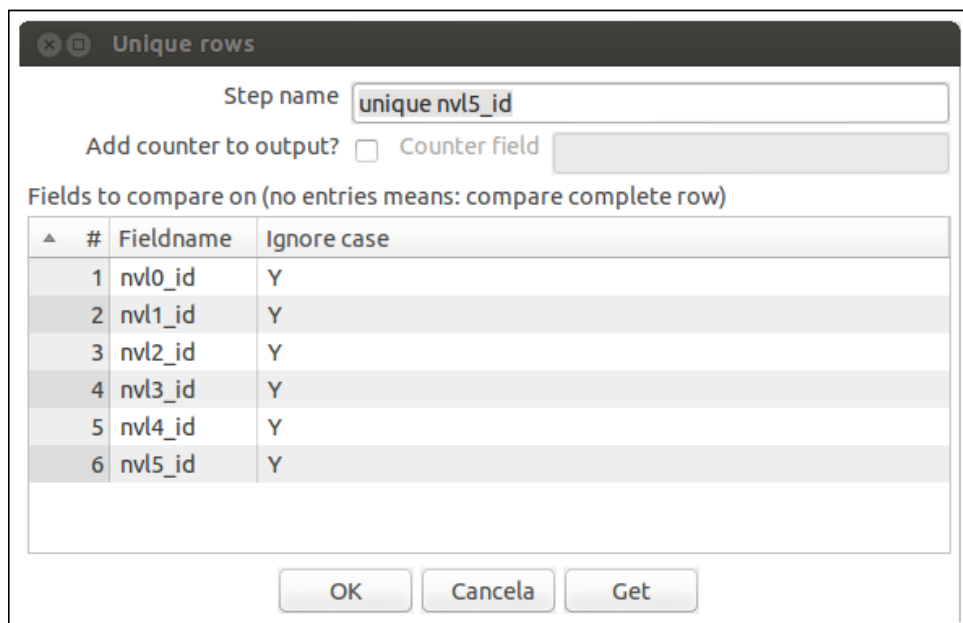 Unique rows
Step name unique nvl5_id
Add counter to output? Counter field
Fields to compare on (no entries means: compare complete row)
# Fieldname Ignore case
1 nvl0_id Y
2 nvl1_id Y
3 nvl2_id Y
4 nvl3_id Y
5 nvl4_id Y
6 nvl5_id Y
OK Cancela Get